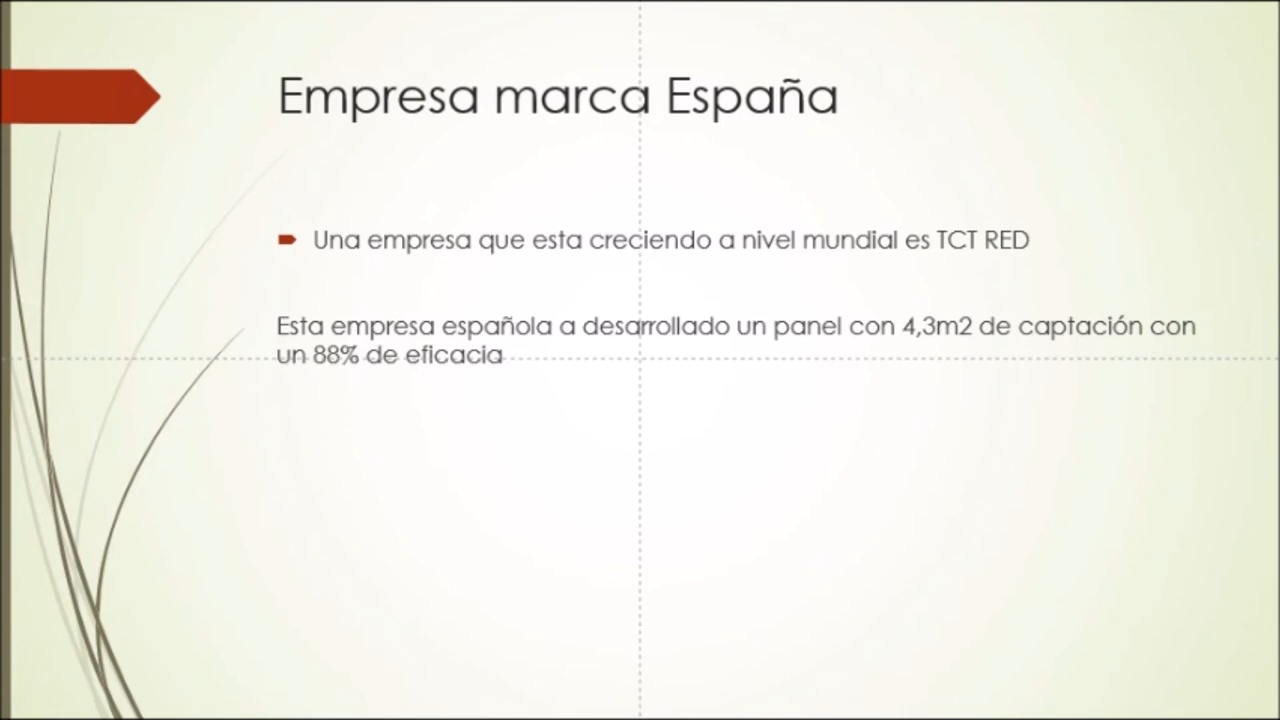 Empresa marca España
Una empresa que esta creciendo a nivel mundial es TCT RED
Esta empresa española a desarrollado un panel con 4,3m2 de captación con
un 88% de eficacia